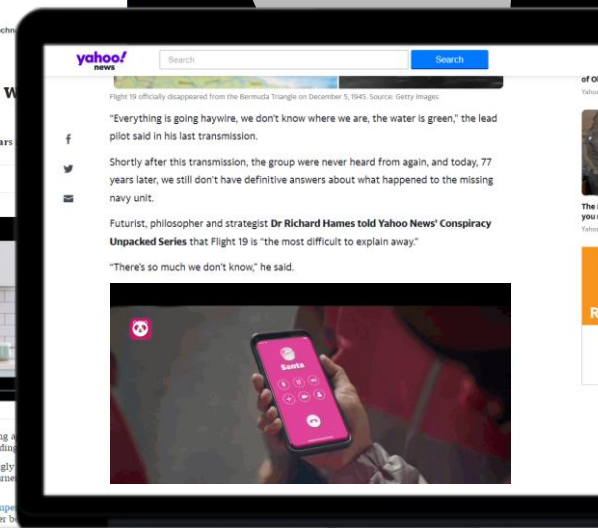 yahoo!
news
Search
Search
Flight 19 officially disappeared from the Bermuda Triangle on December 5, 1945. Source: Getty Images
"Everything is going haywire, we don't know where we are, the water is green," the lead
pilot said in his last transmission.
Shortly after this transmission, the group were never heard from again, and today, 77
years later, we still don't have definitive answers about what happened to the missing
navy unit.
Futurist, philosopher and strategist Dr Richard Hames told Yahoo News' Conspiracy
Unpacked Series that Flight 19 is "the most difficult to explain away."
"There's so much we don't know," he said.
Santa
The
you
R